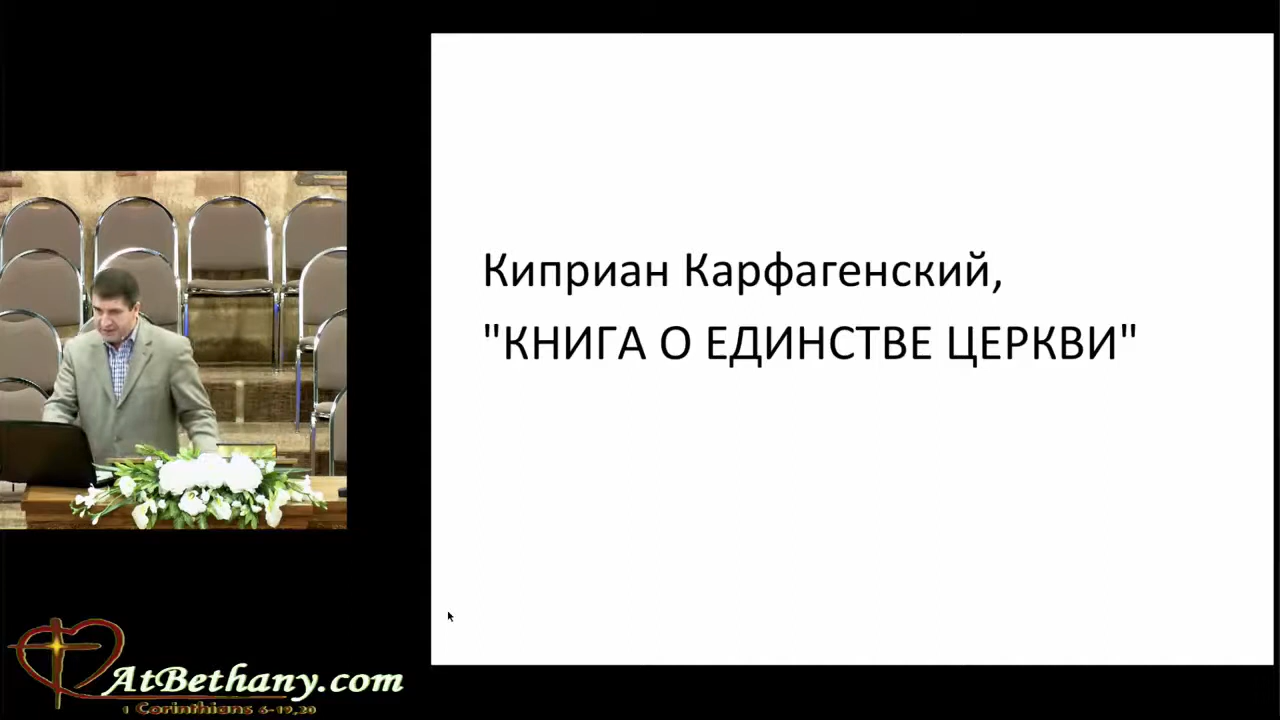 Киприан Карфагенский,
"КНИГА О ЕДИНСТВЕ ЦЕРКВИ"
AtBethany.com
1 Corinthians 6-19,20